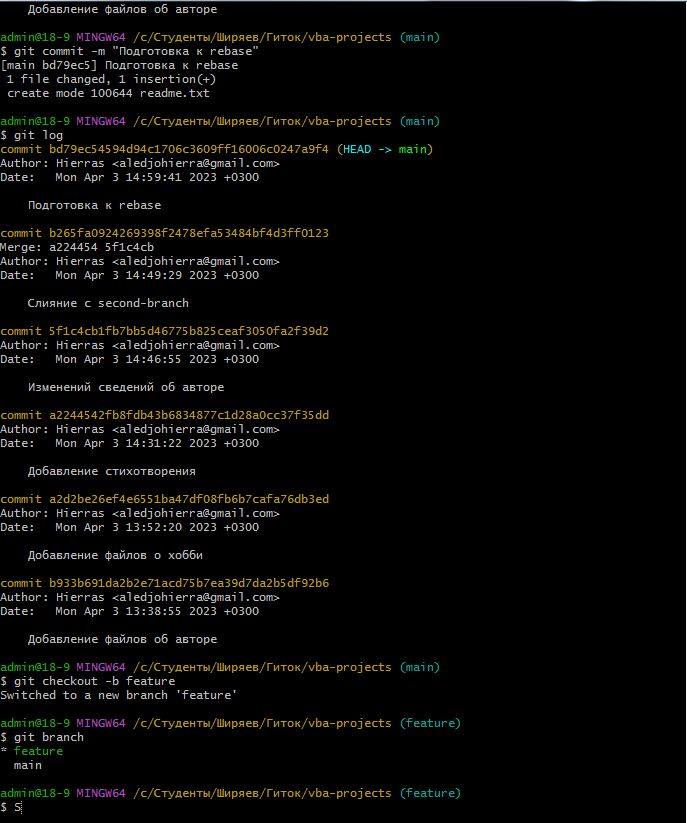 Добавление файлов об авторе
admin@18-9 MINGW64 /c/Студенты/Ширяев/Гиток/vba-projects (main)
$ git commit -m "Подготовка к rebase"
[main bd79ec5] Подготовка к rebase
1 file changed, 1 insertion(+)
create mode 100644 readme.txt
admin@18-9 MINGW64 /c/Студенты/Ширяев/Гиток/vba-projects (main)
$ git log
commit bd79ec54594d94c1706c3609ff16006c0247a9f4 (HEAD -> main)
Author: Hierras <aledjohierra@gmail.com>
Date:   Mon Apr 3 14:59:41 2023 +0300
Подготовка к rebase
commit b265fa0924269398f2478efa53484bf4d3ff0123
Merge: a224454 5f1c4cb
Author: Hierras <aledjohierra@gmail.com>
Date:   Mon Apr 3 14:49:29 2023 +0300
Слияние с second-branch
commit 5f1c4cb1fb7bb5d46775b825ceaf3050fa2f39d2
Author: Hierras <aledjohierra@gmail.com>
Date:   Mon Apr 3 14:46:55 2023 +0300
Изменений сведений об авторе
commit a2244542fb8fdb43b6834877c1d28a0cc37f35dd
Author: Hierras <aledjohierra@gmail.com>
Date:   Mon Apr 3 14:31:22 2023 +0300
Добавление стихотворения
commit a2d2be26ef4e6551ba47df08fb6b7cafa76db3ed
Author: Hierras <aledjohierra@gmail.com>
Date:   Mon Apr 3 13:52:20 2023 +0300
Добавление файлов о хобби
commit b933b691da2b2e71acd75b7ea39d7da2b5df92b6
Author: Hierras <aledjohierra@gmail.com>
Date:   Mon Apr 3 13:38:55 2023 +0300
Добавление файлов об авторе
admin@18-9 MINGW64 /c/Студенты/Ширяев/Гиток/vba-projects (main)
$ git checkout -b feature
Switched to a new branch 'feature'
admin@18-9 MINGW64 /c/Студенты/Ширяев/Гиток/vba-projects (feature)
$ git branch
* feature
main
admin@18-9 MINGW64 /c/Студенты/Ширяев/Гиток/vba-projects (feature)
$ S